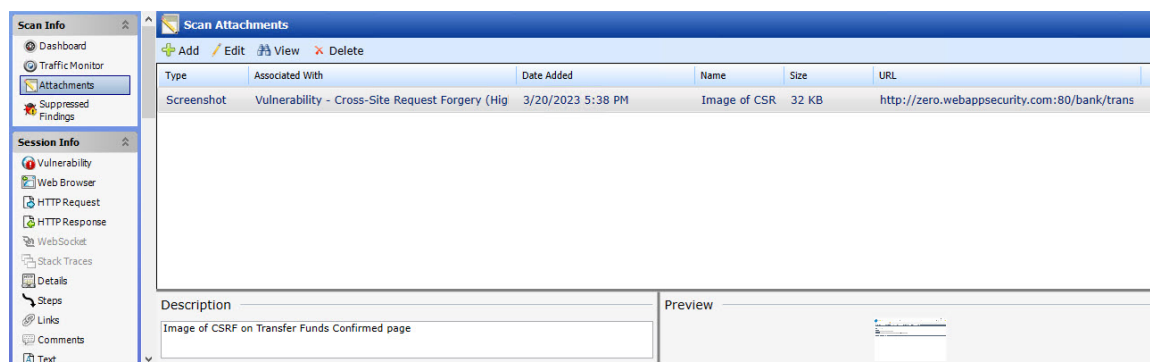 Scan Info
Dashboard
Traffic Monitor
Attachments
Suppressed
Findings
Session Info
Vulnerability
Web Browser
HTTP Request
HTTP Response
WebSocket
Stack Traces
Details
Steps
Links
Comments
Text
Scan Attachments
Add Edit View Delete
Type Associated With Date Added Name Size URL
Screenshot Vulnerability - Cross-Site Request Forgery (Hig 3/20/2023 5:38 PM Image of CSR 32 KB http://zero.webappsecurity.com:80/bank/trans
Description
Image of CSRF on Transfer Funds Confirmed page
Preview